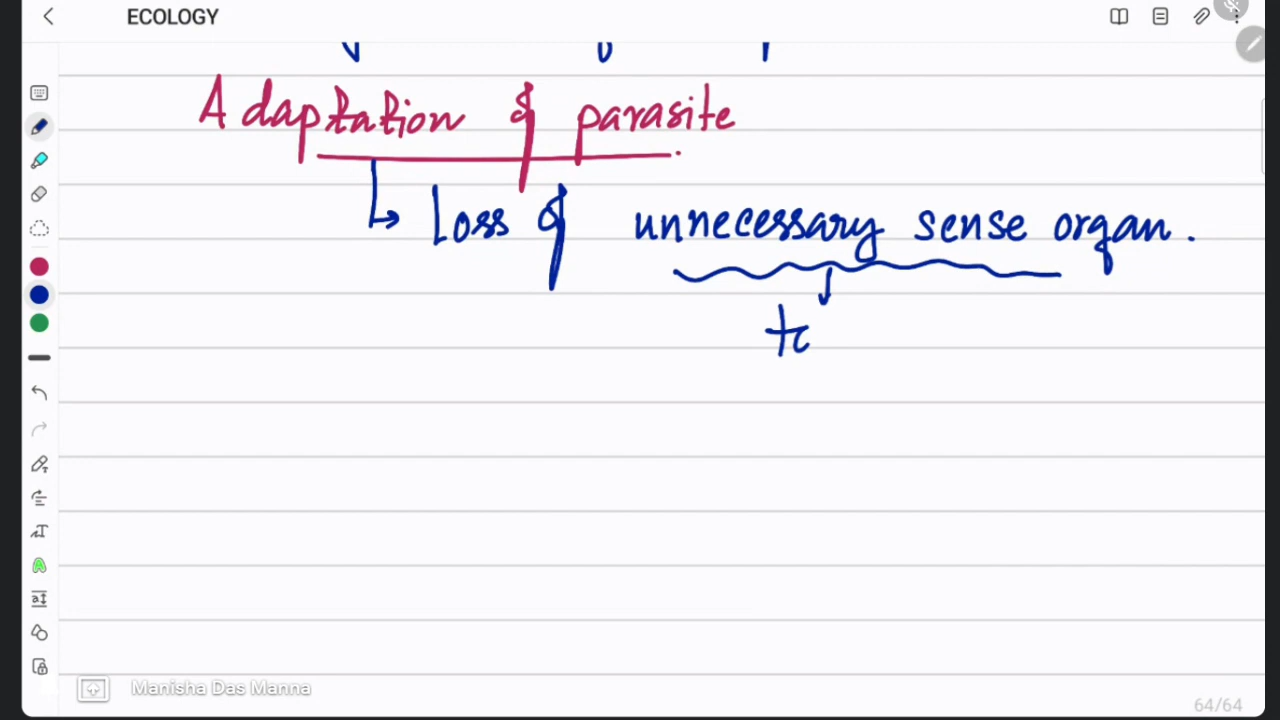 ECOLOGY
Adaptation of parasite
Loss of unnecessary sense organ.
Manisha Das Manna
64/64